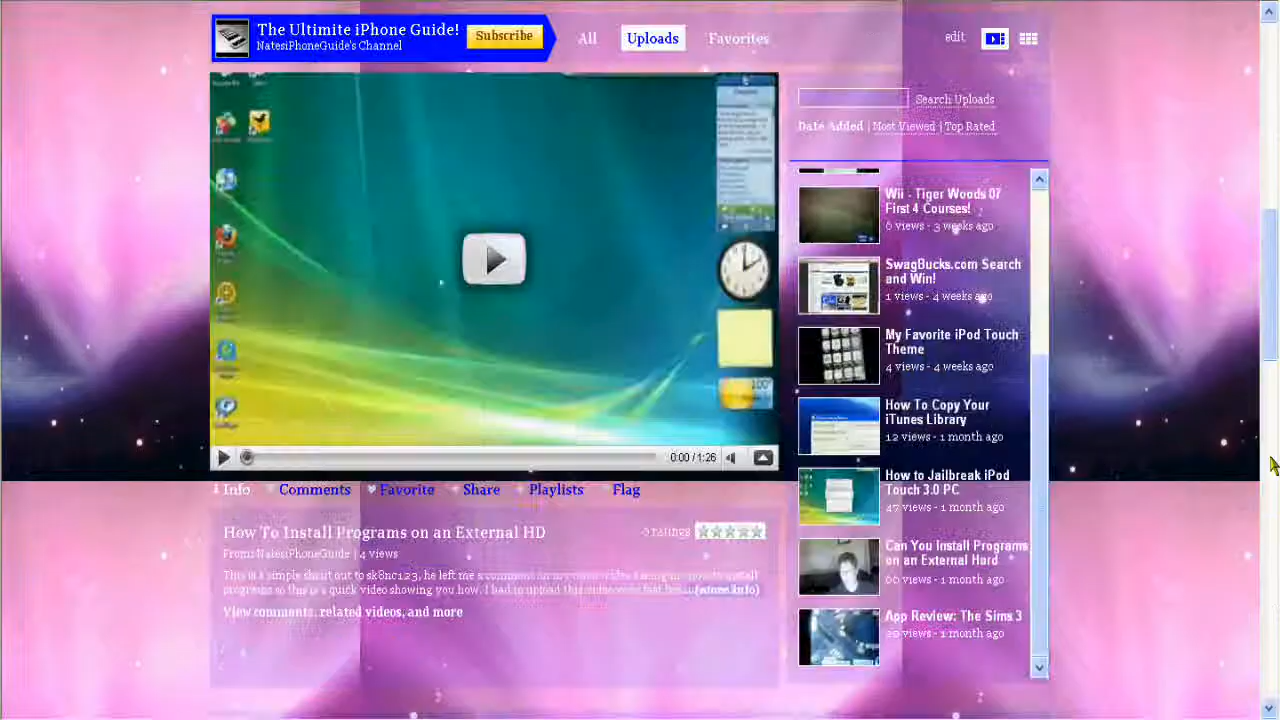 The Ultimite iPhone Guide!
NatesiPhoneGuide's Channel
Subscribe
All
Uploads
Favorites
edit
Search Uploads
Date Added | Most Viewed | Top Rated
Wii - Tiger Woods 07
First 4 Courses!
6 views - 3 weeks ago
SwagBucks.com Search
and Win!
1 views - 4 weeks ago
My Favorite iPod Touch
Theme
4 views - 4 weeks ago
How To Copy Your
iTunes Library
12 views - 1 month ago
How to Jailbreak iPod
Touch 3.0 PC
47 views - 1 month ago
Can You Install Programs
on an External Hard
views - 1 month ago
App Review: The Sims 3
views - 1 month ago
100°
0:00 / 1:26
Info
Comments
Favorite
Share
Playlists
Flag
How To Install Programs on an External HD
0 ratings
From: NatesiPhoneGuide | 4 views
This is a simple shout out to sk8nc123, he left me a comment on my
programs so this is a quick video showing you how. I had to upload this (more info)
View comments, related videos, and more